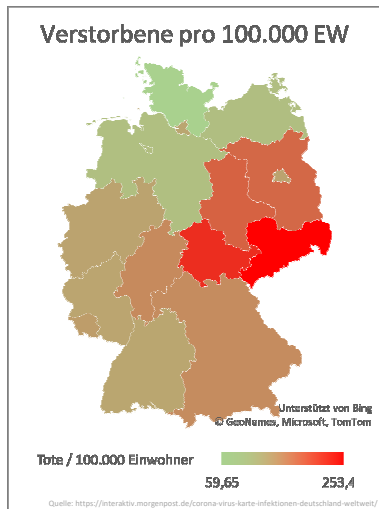 Verstorbene pro 100.000 EW
Unterstützt von Bing
© GeoNames, Microsoft, TomTom
Tote / 100.000 Einwohner
59,65 253,4
Quelle: https://interaktiv.morgenpost.de/corona-virus-karte-infektionen-deutschland-weltweit/